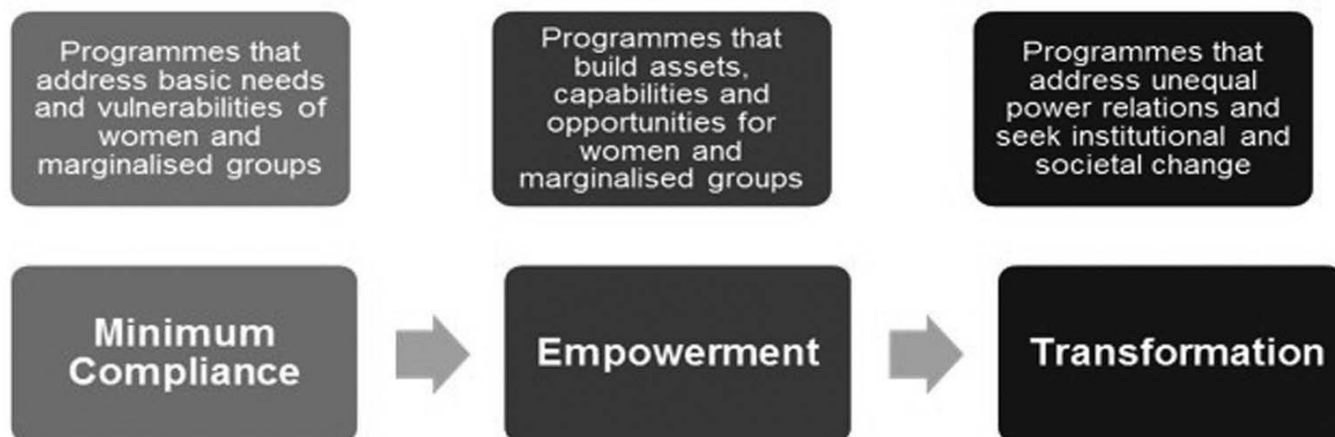 Programmes that
address basic needs
and vulnerabilities of
women and
marginalised groups
Programmes that
build assets,
capabilities and
opportunities for
women and
marginalised groups
Programmes that
address unequal
power relations and
seek institutional and
societal change
Minimum
Compliance
Empowerment
Transformation